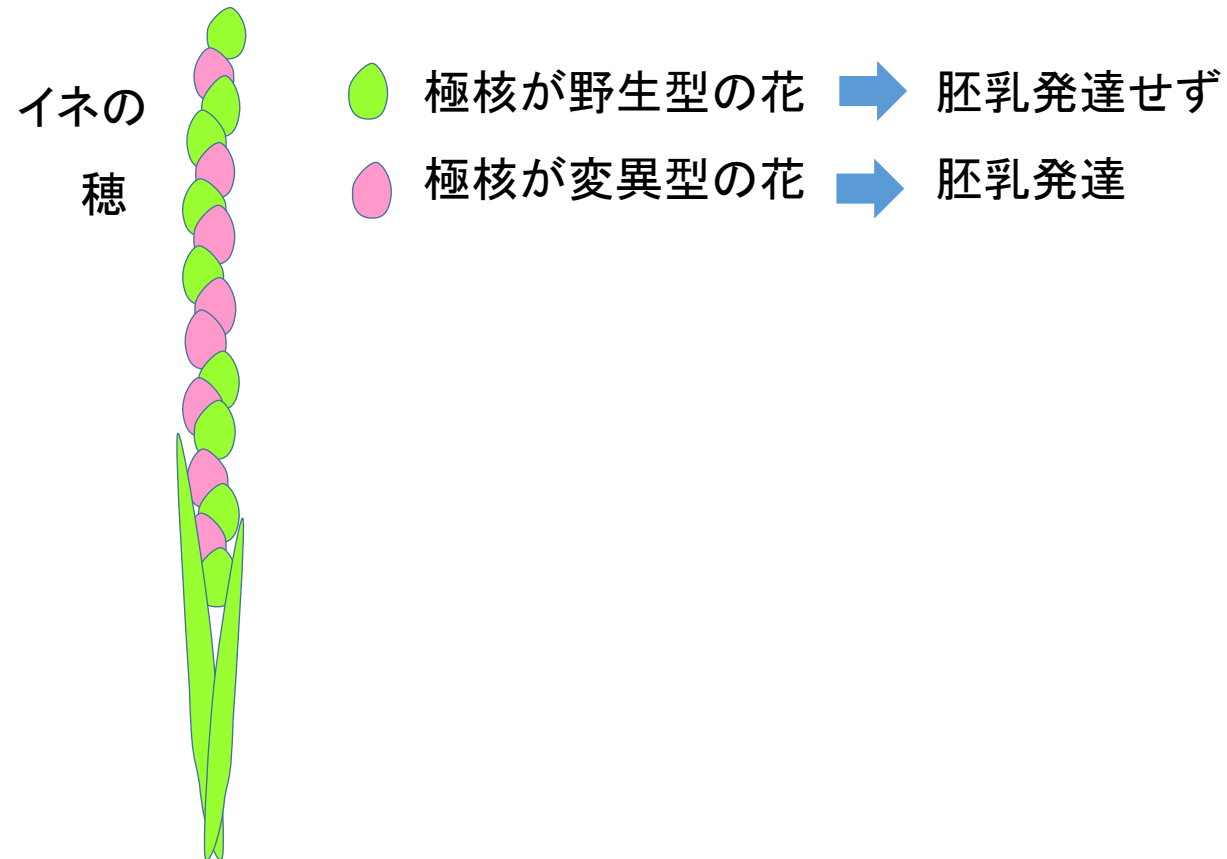 イネの
穂
極核が野生型の花
胚乳発達せず
極核が変異型の花
胚乳発達